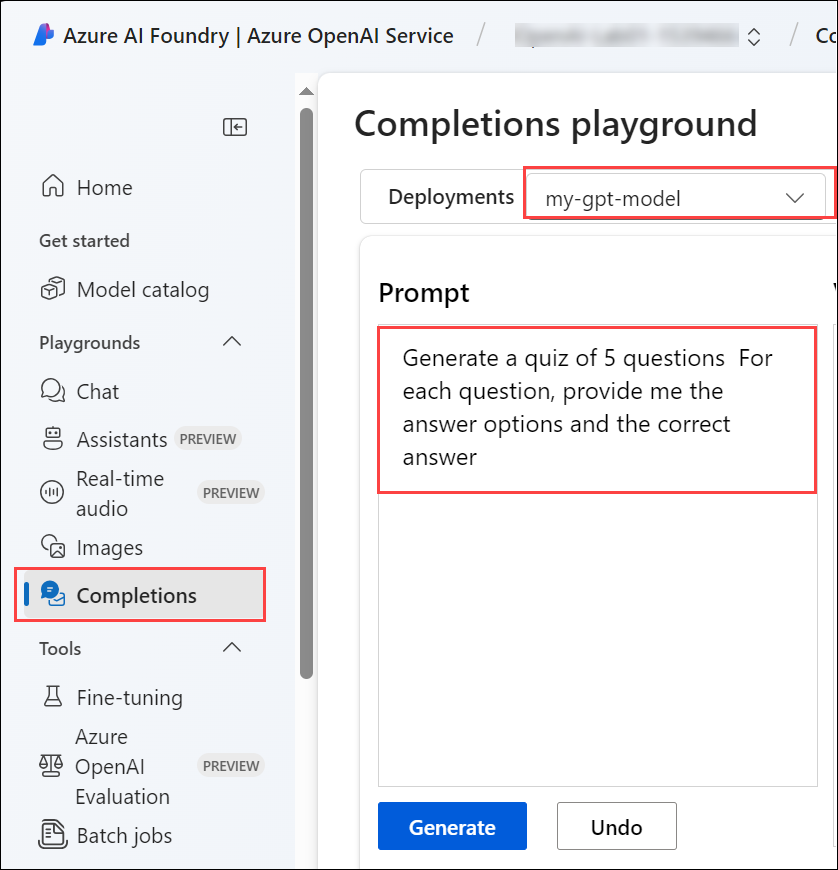 Azure AI Foundry | Azure OpenAI Service / / Co
Completions playground
Home
Deployments my-gpt-model
Get started
Model catalog
Prompt
Playgrounds
Generate a quiz of 5 questions  For
each question, provide me the
answer options and the correct
answer
Chat
Assistants PREVIEW
Real-time
audio PREVIEW
Images
Completions
Tools
Fine-tuning
Azure
OpenAI PREVIEW
Evaluation
Batch jobs
Generate Undo